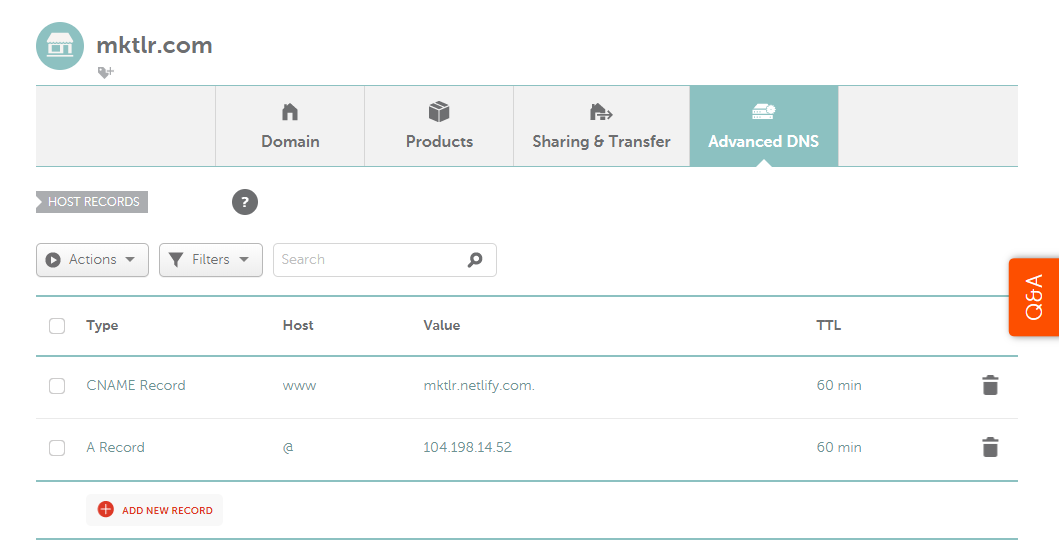 mktlr.com
Domain Products Sharing & Transfer Advanced DNS
HOST RECORDS ?
Actions Filters Search
Q&A
Type Host Value TTL
CNAME Record www mktlr.netlify.com. 60 min
A Record @ 104.198.14.52 60 min
ADD NEW RECORD